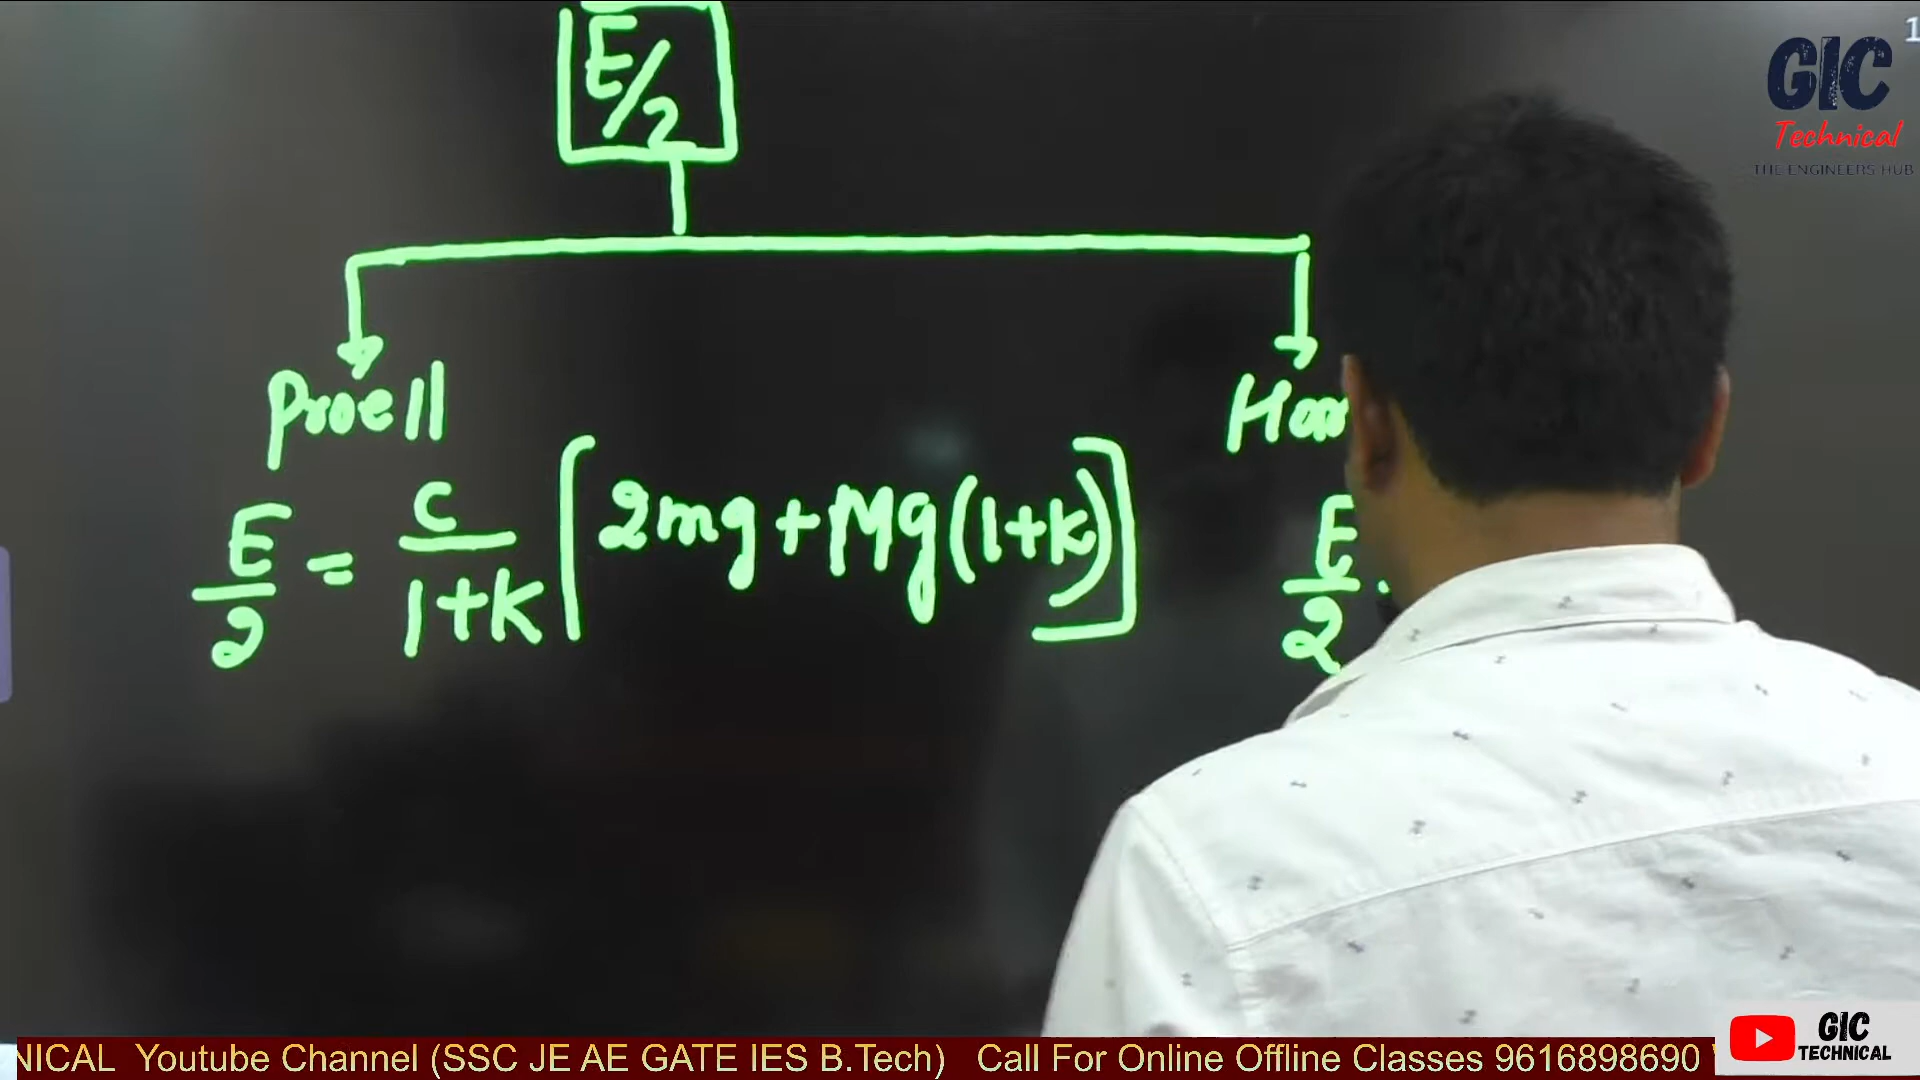 1
GIC
Technical
THE ENGINEERS HUB
E/2
Proell
E/2 = C/1+K [2mg+Mg(1+K)]
E/2
NICAL Youtube Channel (SSC JE AE GATE IES B.Tech) Call For Online Offline Classes 9616898690
GIC
TECHNICAL